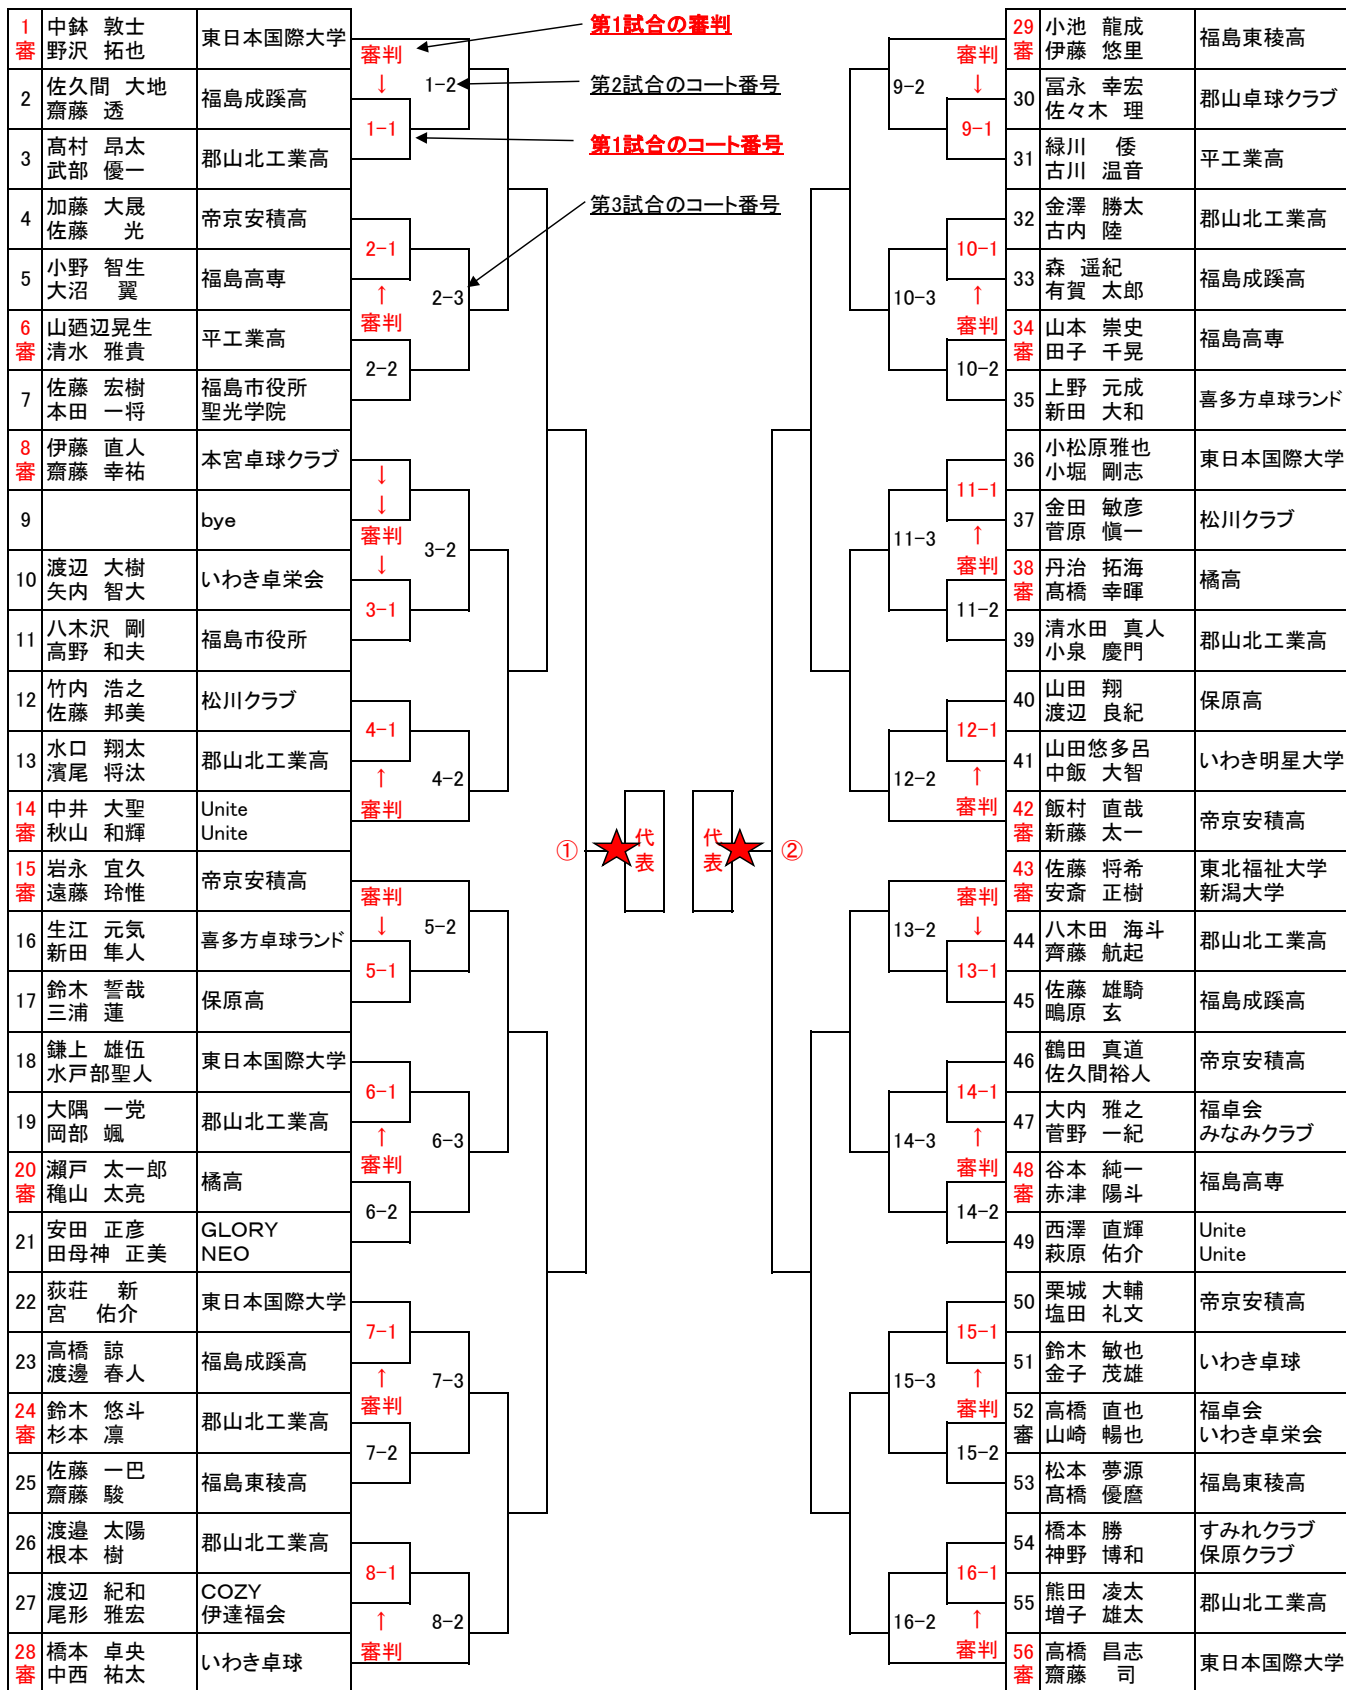 第1試合の審判
第2試合のコート番号
第1試合のコート番号
第3試合のコート番号
1
審
中鉢 敦士
野沢 拓也
東日本国際大学
審判
↓
1-2
2
佐久間 大地
齋藤 透
福島成蹊高
1-1
3
髙村 昂太
武部 優一
郡山北工業高
4
加藤 大晟
佐藤 光
帝京安積高
2-1
5
小野 智生
大沼 翼
福島高専
↑
審判
2-3
6
審
山廼辺晃生
清水 雅貴
平工業高
2-2
7
佐藤 宏樹
本田 一将
福島市役所
聖光学院
8
審
伊藤 直人
齋藤 幸祐
本宮卓球クラブ
↓
↓
審判
↓
9
bye
3-2
10
渡辺 大樹
矢内 智大
いわき卓栄会
3-1
11
八木沢 剛
高野 和夫
福島市役所
12
竹内 浩之
佐藤 邦美
松川クラブ
4-1
13
水口 翔太
濱尾 将汰
郡山北工業高
↑
審判
4-2
14
審
中井 大聖
秋山 和輝
Unite
Unite
15
審
岩永 宜久
遠藤 玲惟
帝京安積高
審判
↓
5-2
16
生江 元気
新田 隼人
喜多方卓球ランド
5-1
17
鈴木 誓哉
三浦 蓮
保原高
18
鎌上 雄伍
水戸部聖人
東日本国際大学
6-1
19
大隅 一党
岡部 颯
郡山北工業高
↑
審判
6-3
20
審
瀬戸 太一郎
穐山 太亮
橘高
6-2
21
安田 正彦
田母神 正美
GLORY
NEO
22
荻荘 新
宮 佑介
東日本国際大学
7-1
23
高橋 諒
渡邊 春人
福島成蹊高
↑
審判
7-3
24
審
鈴木 悠斗
杉本 凛
郡山北工業高
7-2
25
佐藤 一巴
齋藤 駿
福島東稜高
26
渡邉 太陽
根本 樹
郡山北工業高
8-1
27
渡辺 紀和
尾形 雅宏
COZY
伊達福会
↑
審判
8-2
28
審
橋本 卓央
中西 祐太
いわき卓球
①
代
表
代
表
②
29
審
小池 龍成
伊藤 悠里
福島東稜高
審判
↓
9-2
30
冨永 幸宏
佐々木 理
郡山卓球クラブ
9-1
31
緑川 倭
古川 温音
平工業高
32
金澤 勝太
古内 陸
郡山北工業高
10-1
33
森 遥紀
有賀 太郎
福島成蹊高
↑
審判
10-3
34
審
山本 崇史
田子 千晃
福島高専
10-2
35
上野 元成
新田 大和
喜多方卓球ランド
36
小松原雅也
小堀 剛志
東日本国際大学
11-1
37
金田 敏彦
菅原 愼一
松川クラブ
↑
審判
11-3
38
審
丹治 拓海
髙橋 幸暉
橘高
11-2
39
清水田 真人
小泉 慶門
郡山北工業高
40
山田 翔
渡辺 良紀
保原高
12-1
41
山田悠多呂
中飯 大智
いわき明星大学
↑
審判
12-2
42
審
飯村 直哉
新藤 太一
帝京安積高
43
審
佐藤 将希
安斎 正樹
東北福祉大学
新潟大学
審判
↓
13-2
44
八木田 海斗
齊藤 航起
郡山北工業高
13-1
45
佐藤 雄騎
鴫原 玄
福島成蹊高
46
鶴田 真道
佐久間裕人
帝京安積高
14-1
47
大内 雅之
菅野 一紀
福卓会
みなみクラブ
↑
審判
14-3
48
審
谷本 純一
赤津 陽斗
福島高専
14-2
49
西澤 直輝
萩原 佑介
Unite
Unite
50
栗城 大輔
塩田 礼文
帝京安積高
15-1
51
鈴木 敏也
金子 茂雄
いわき卓球
↑
審判
15-3
52
審
高橋 直也
山崎 暢也
福卓会
いわき卓栄会
15-2
53
松本 夢源
髙橋 優麿
福島東稜高
54
橋本 勝
神野 博和
すみれクラブ
保原クラブ
16-1
55
熊田 凌太
増子 雄太
郡山北工業高
↑
審判
16-2
56
審
高橋 昌志
齋藤 司
東日本国際大学